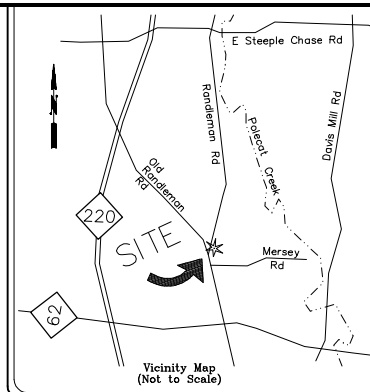 E Steeple Chase Rd
N
Randleman Rd
Davis Mill Rd
Polecat Creek
Old
Randleman
Rd
220
SITE
Mersey
Rd
62
Vicinity Map
(Not to Scale)